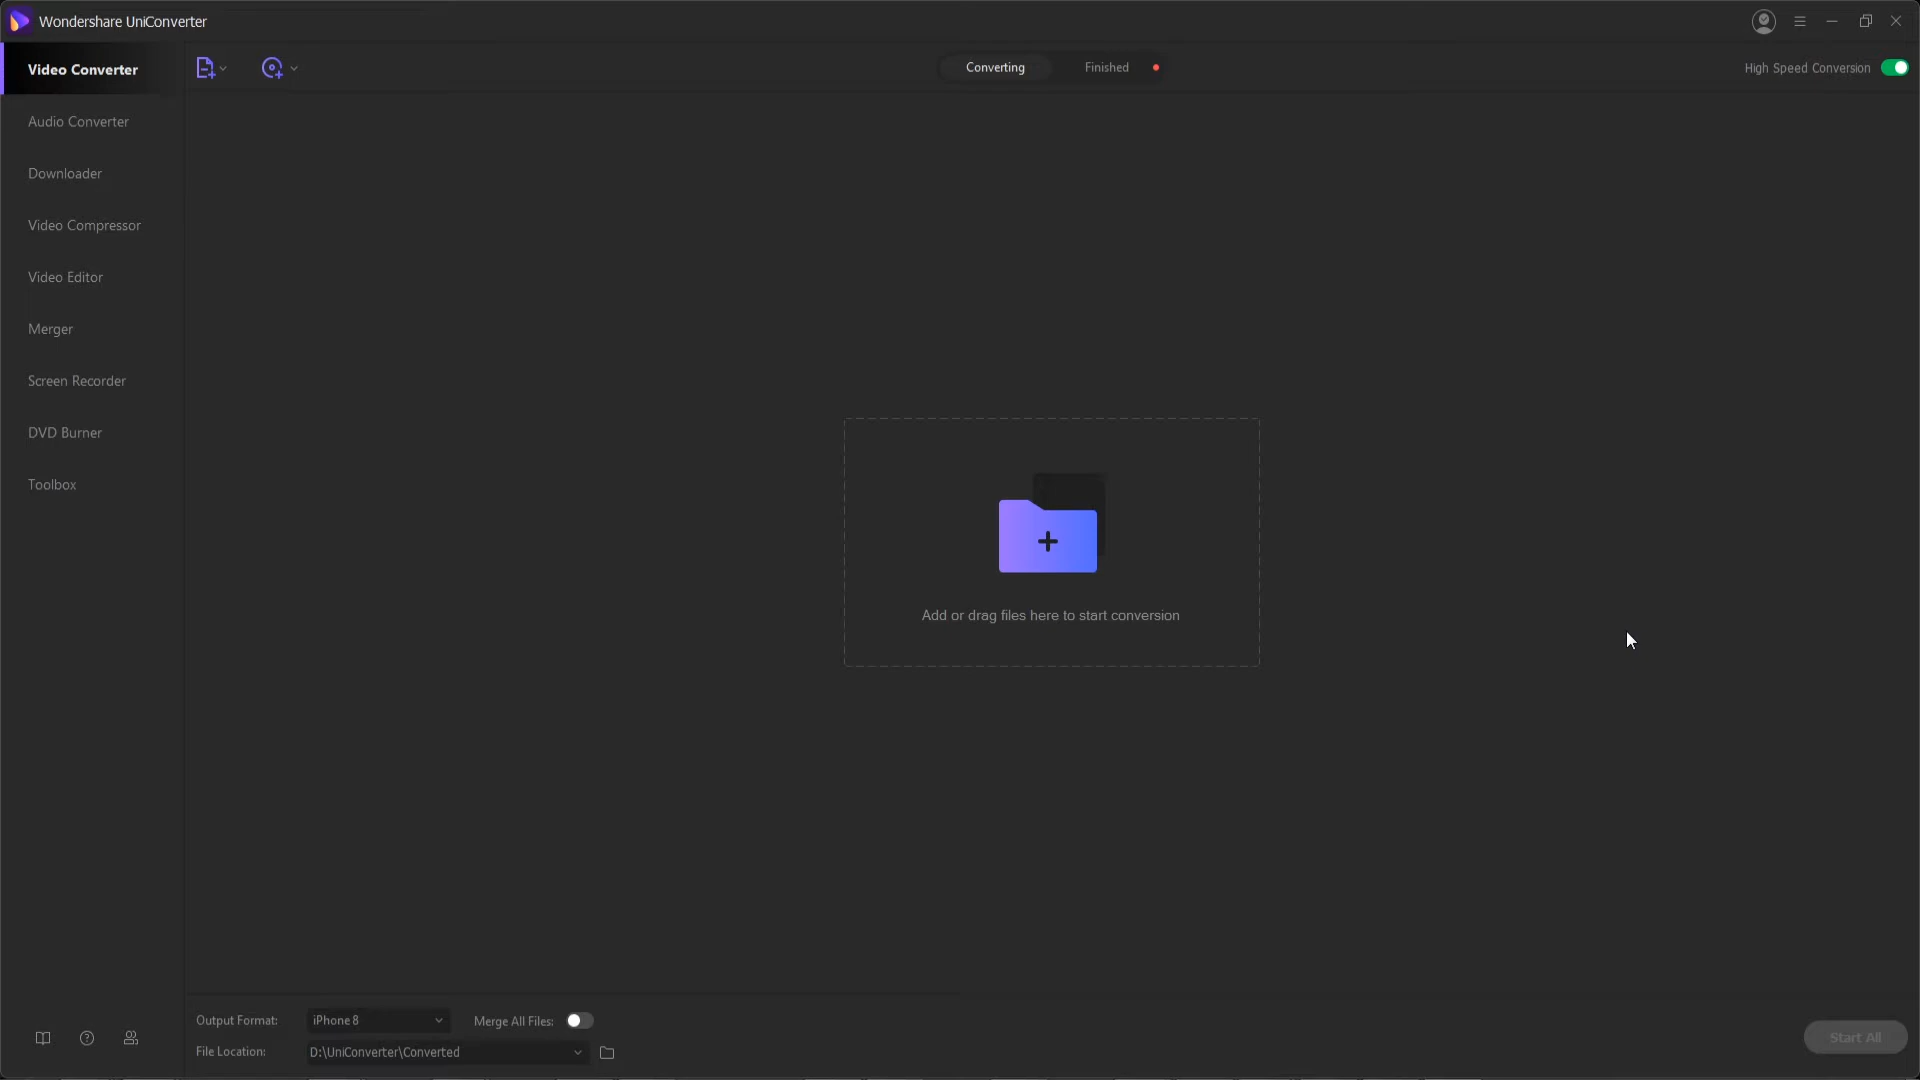 Wondershare UniConverter
Video Converter
Converting
Finished
High Speed Conversion
Audio Converter
Downloader
Video Compressor
Video Editor
Merger
Screen Recorder
DVD Burner
Toolbox
Add or drag files here to start conversion
Output Format:
iPhone 8
Merge All Files:
File Location:
D:\UniConverter\Converted
Start All